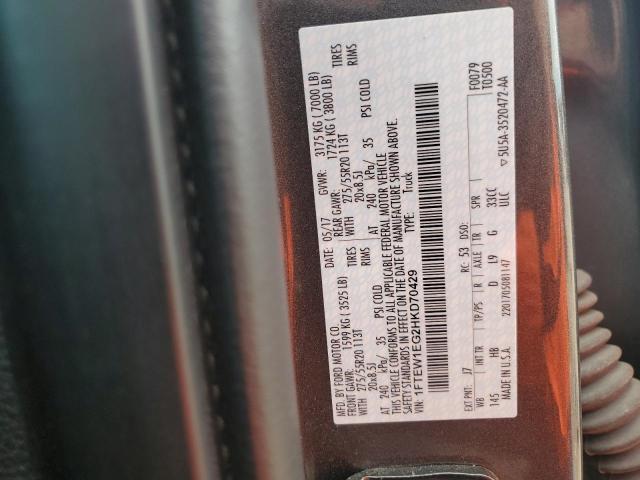 MFD. BY FORD MOTOR CO.
DATE: 05/17 GVWR: 3175 KG ( 7000 LB)
FRONT GAWR: 1599 KG ( 3525 LB) REAR GAWR: 1724 KG ( 3800 LB)
WITH 275/55R20 113T TIRES WITH 275/55R20 113T TIRES
20x8.5J RIMS 20x8.5J RIMS
AT 240 kPa/ 35 PSI COLD AT 240 kPa/ 35 PSI COLD
THIS VEHICLE CONFORMS TO ALL APPLICABLE FEDERAL MOTOR VEHICLE
SAFETY STANDARDS IN EFFECT ON THE DATE OF MANUFACTURE SHOWN ABOVE.
VIN: 1FTEW1EG2HKD70429 TYPE: Truck
F0079
T0500
EXT PNT: J7 RC: 53 DSO:
WB INT TR TP/PS R AXLE TR SPR
145 HB D L9 G 33CC
MADE IN U.S.A. 2201705081147 ULC
▽5U5A-3520472-AA